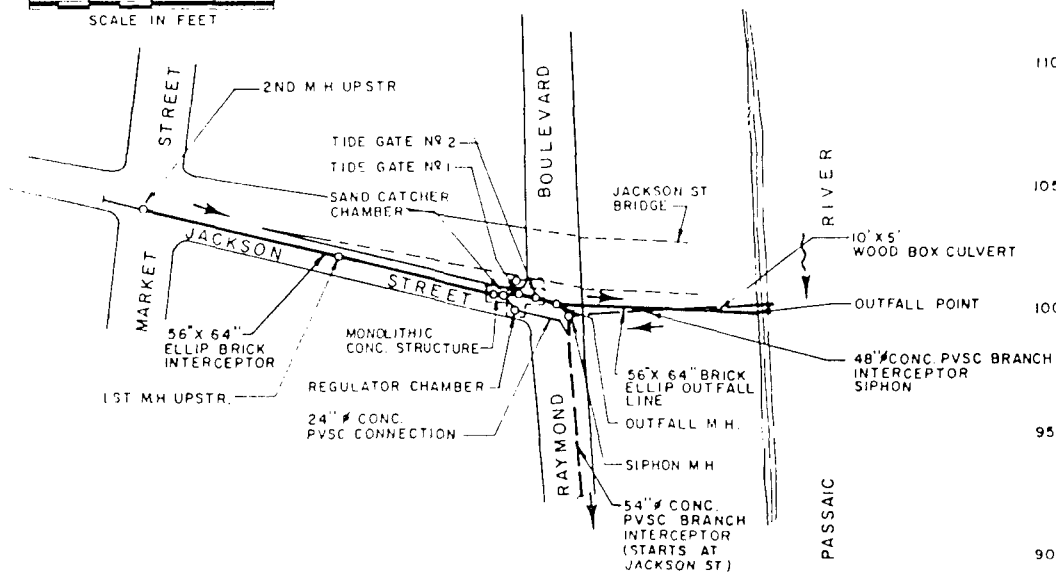 SCALE IN FEET
2ND M H UPSTR
STREET
TIDE GATE Nº 2
TIDE GATE Nº 1
SAND CATCHER
CHAMBER
BOULEVARD
JACKSON ST
BRIDGE
RIVER
10' X 5'
WOOD BOX CULVERT
OUTFALL POINT
JACKSON
STREET
MARKET
56" X 64"
ELLIP BRICK
INTERCEPTOR
1ST M H UPSTR.
MONOLITHIC
CONC. STRUCTURE
REGULATOR CHAMBER
24" ø CONC.
PVSC CONNECTION
56" X 64" BRICK
ELLIP OUTFALL
LINE
OUTFALL M.H.
48" ø CONC. PVSC BRANCH
INTERCEPTOR
SIPHON
SIPHON M H
RAYMOND
54" ø CONC.
PVSC BRANCH
INTERCEPTOR
(STARTS AT
JACKSON ST)
PASSAIC
110
105
100
95
90